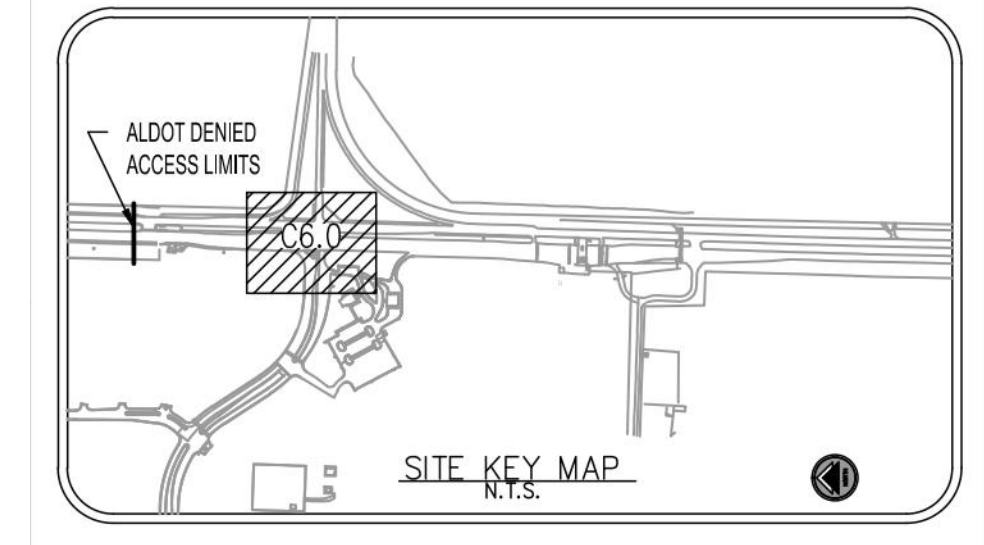 ALDOT DENIED
ACCESS LIMITS
C6.0
SITE KEY MAP
N.T.S.